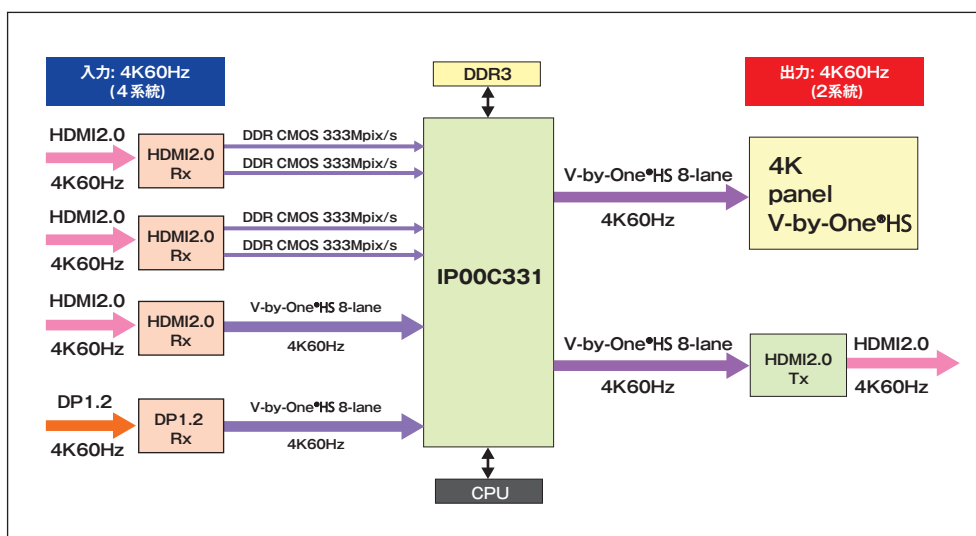 入力: 4K60Hz
(4系統)
DDR3
出力: 4K60Hz
(2系統)
HDMI2.0
4K60Hz
HDMI2.0
Rx
DDR CMOS 333Mpix/s
DDR CMOS 333Mpix/s
HDMI2.0
4K60Hz
HDMI2.0
Rx
DDR CMOS 333Mpix/s
DDR CMOS 333Mpix/s
HDMI2.0
4K60Hz
HDMI2.0
Rx
V-by-One®HS 8-lane
4K60Hz
DP1.2
4K60Hz
DP1.2
Rx
V-by-One®HS 8-lane
4K60Hz
IP00C331
CPU
V-by-One®HS 8-lane
4K60Hz
4K
panel
V-by-One®HS
V-by-One®HS 8-lane
4K60Hz
HDMI2.0
Tx
HDMI2.0
4K60Hz